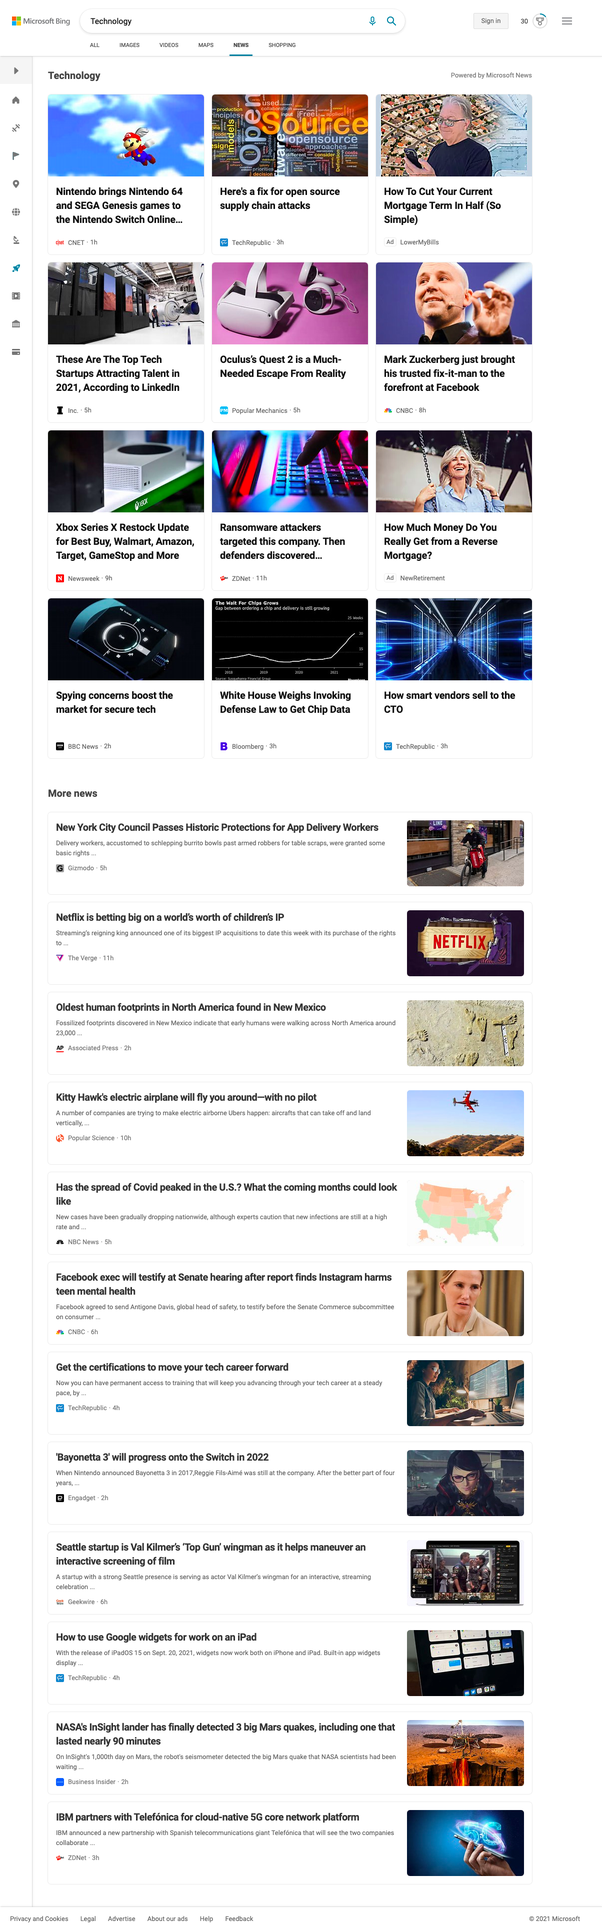 Microsoft Bing
Technology
Sign in
30
ALL IMAGES VIDEOS MAPS NEWS SHOPPING
Technology
Powered by Microsoft News
Nintendo brings Nintendo 64
and SEGA Genesis games to
the Nintendo Switch Online...
CNET · 1h
Open
Source
opensource
approaches
Here's a fix for open source
supply chain attacks
TechRepublic · 3h
How To Cut Your Current
Mortgage Term In Half (So
Simple)
Ad LowerMyBills
These Are The Top Tech
Startups Attracting Talent in
2021, According to LinkedIn
Inc. · 5h
Oculus's Quest 2 is a Much-
Needed Escape From Reality
Popular Mechanics · 5h
Mark Zuckerberg just brought
his trusted fix-it-man to the
forefront at Facebook
CNBC · 8h
XBOX
Xbox Series X Restock Update
for Best Buy, Walmart, Amazon,
Target, GameStop and More
Newsweek · 9h
Ransomware attackers
targeted this company. Then
defenders discovered...
ZDNet · 11h
How Much Money Do You
Really Get from a Reverse
Mortgage?
Ad NewRetirement
Spying concerns boost the
market for secure tech
BBC News · 2h
The Wait For Chips Grows
Gap between ordering a chip and delivery is still growing
White House Weighs Invoking
Defense Law to Get Chip Data
Bloomberg · 3h
How smart vendors sell to the
CTO
TechRepublic · 3h
More news
New York City Council Passes Historic Protections for App Delivery Workers
Delivery workers, accustomed to schlepping burrito bowls past armed robbers for table scraps, were granted some
basic rights ...
Gizmodo · 5h
Netflix is betting big on a world's worth of children's IP
Streaming's reigning king announced one of its biggest IP acquisitions to date this week with its purchase of the rights
to ...
The Verge · 11h
NETFLIX
Oldest human footprints in North America found in New Mexico
Fossilized footprints discovered in New Mexico indicate that early humans were walking across North America around
23,000 ...
AP Associated Press · 2h
Kitty Hawk's electric airplane will fly you around—with no pilot
A number of companies are trying to make electric airborne Ubers happen: aircrafts that can take off and land
vertically, ...
Popular Science · 10h
Has the spread of Covid peaked in the U.S.? What the coming months could look
like
New cases have been gradually dropping nationwide, although experts caution that new infections are still at a high
rate and ...
NBC News · 5h
Facebook exec will testify at Senate hearing after report finds Instagram harms
teen mental health
Facebook agreed to send Antigone Davis, global head of safety, to testify before the Senate Commerce subcommittee
on consumer ...
CNBC · 6h
Get the certifications to move your tech career forward
Now you can have permanent access to training that will keep you advancing through your tech career at a steady
pace, by ...
TechRepublic · 4h
'Bayonetta 3' will progress onto the Switch in 2022
When Nintendo announced Bayonetta 3 in 2017,Reggie Fils-Aimé was still at the company. After the better part of four
years, ...
Engadget · 2h
Seattle startup is Val Kilmer's 'Top Gun' wingman as it helps maneuver an
interactive screening of film
A startup with a strong Seattle presence is serving as actor Val Kilmer's wingman for an interactive, streaming
celebration ...
Geekwire · 6h
How to use Google widgets for work on an iPad
With the release of iPadOS 15 on Sept. 20, 2021, widgets now work both on iPhone and iPad. Built-in app widgets
display ...
TechRepublic · 4h
NASA's InSight lander has finally detected 3 big Mars quakes, including one that
lasted nearly 90 minutes
On InSight's 1,000th day on Mars, the robot's seismometer detected the big Mars quake that NASA scientists had been
waiting ...
Business Insider · 2h
IBM partners with Telefónica for cloud-native 5G core network platform
IBM announced a new partnership with Spanish telecommunications giant Telefónica that will see the two companies
collaborate ...
ZDNet · 3h
Privacy and Cookies Legal Advertise About our ads Help Feedback
© 2021 Microsoft